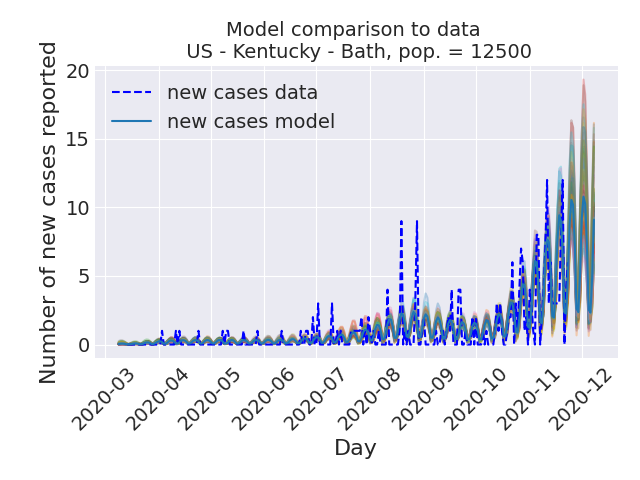 Model comparison to data
US - Kentucky - Bath, pop. = 12500
Number of new cases reported
20
15
10
5
0
new cases data
new cases model
2020-03
2020-04
2020-05
2020-06
2020-07
2020-08
2020-09
2020-10
2020-11
2020-12
Day